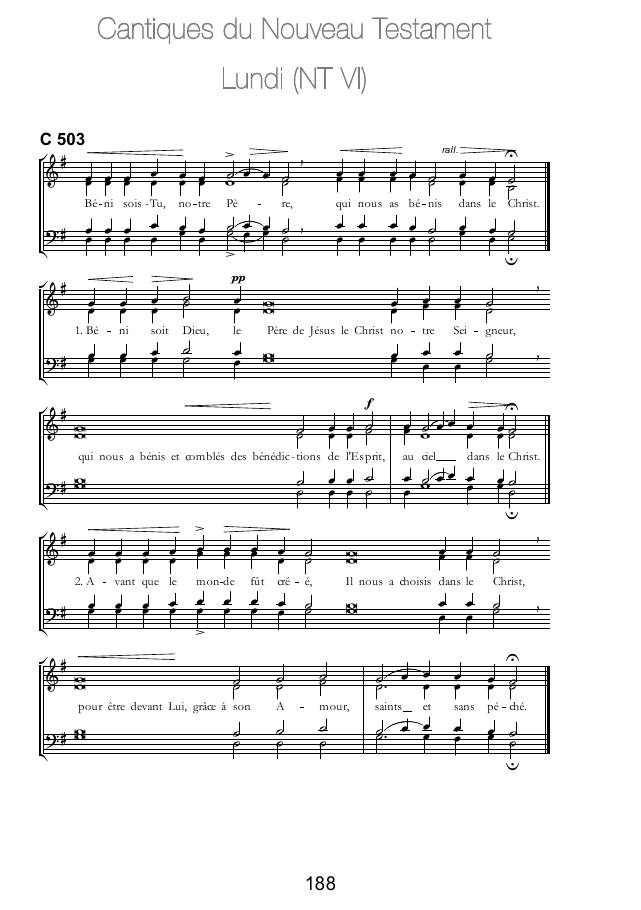 Cantiques du Nouveau Testament
Lundi (NT VI)
C 503
rall.
Bé-ni sois-Tu, no-tre Pè-re, qui nous as bé-nis dans le Christ.
pp
1. Bé-ni soit Dieu, le Père de Jésus le Christ no-tre Sei-gneur,
f
qui nous a bénis et comblés des bénédic-tions de l'Esprit, au ciel__ dans le Christ.
2. A-vant que le mon-de fût cré-é, Il nous a choisis dans le Christ,
pour être devant Lui, grâce à son A-mour, saints_ et sans pé-ché.
188